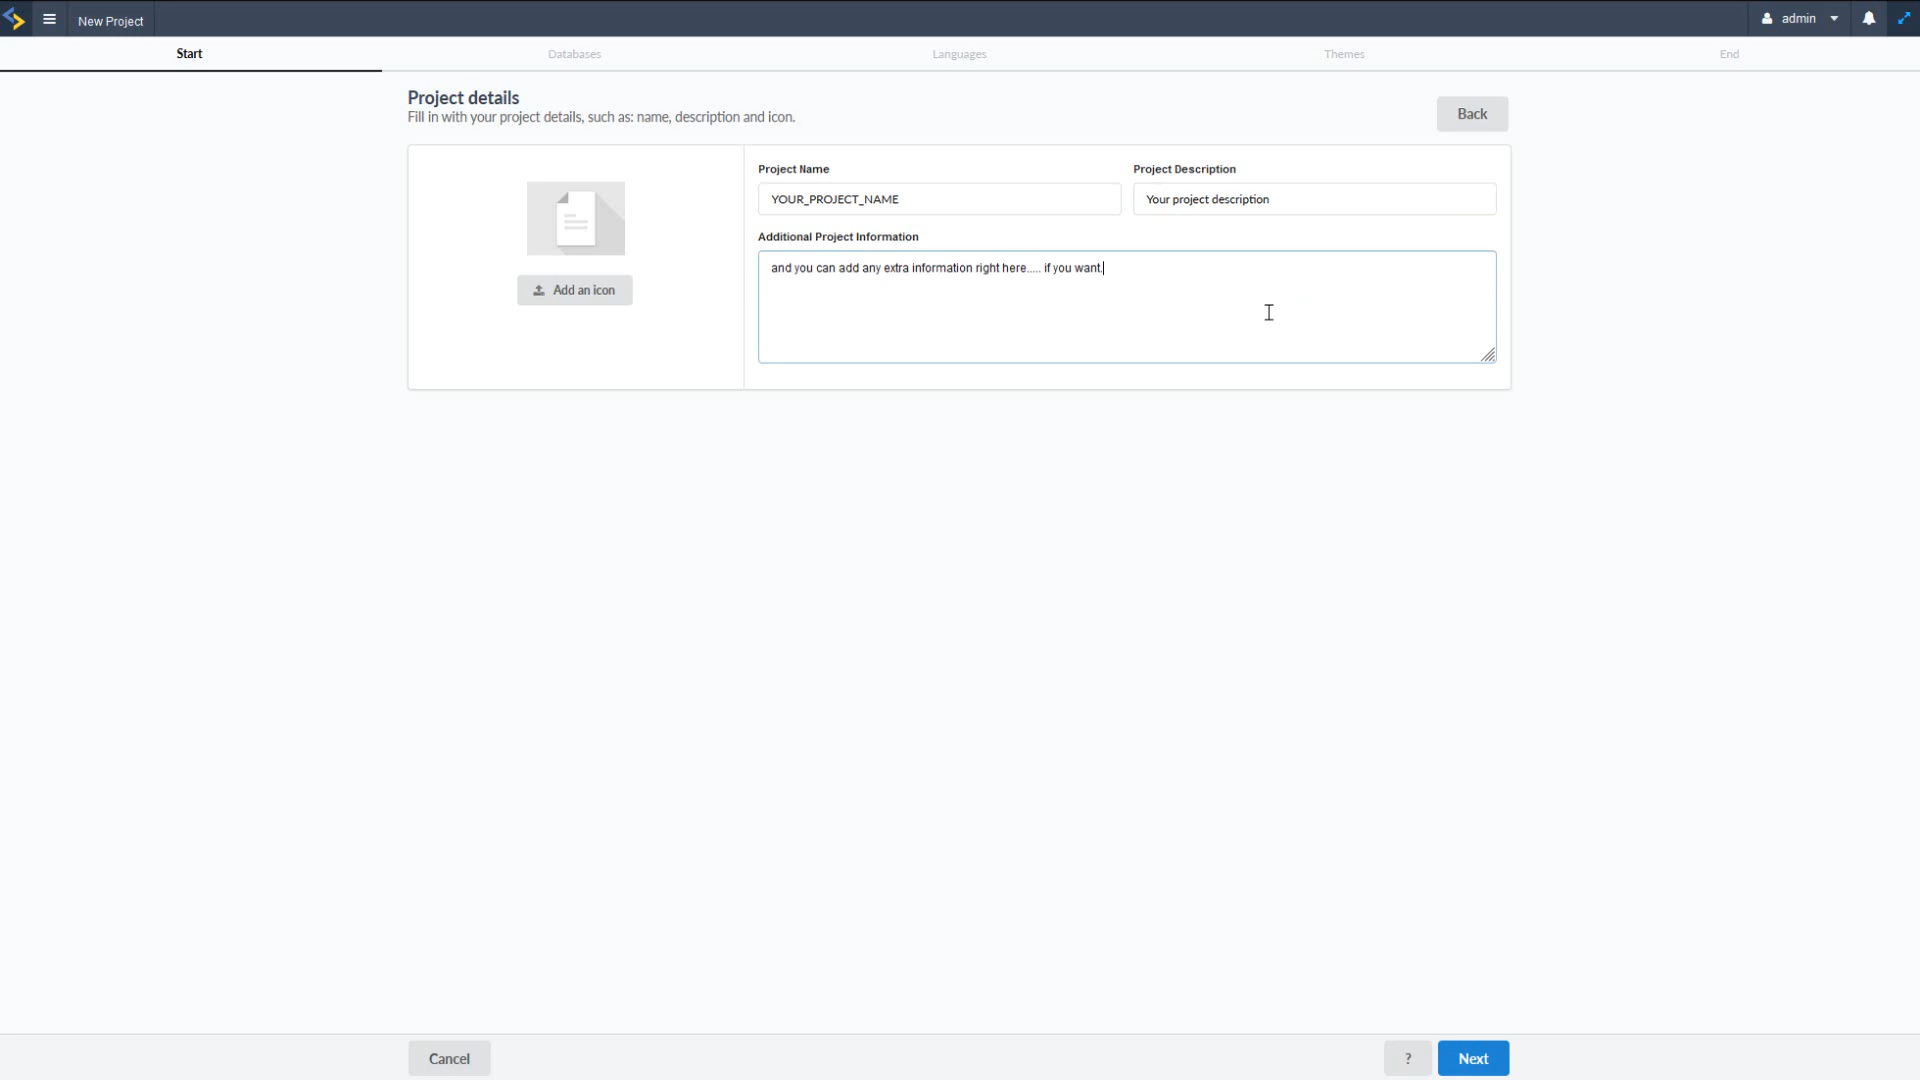 New Project
admin
Start
Databases
Languages
Themes
End
Project details
Fill in with your project details, such as: name, description and icon.
Back
Add an icon
Project Name
Project Description
YOUR_PROJECT_NAME
Your project description
Additional Project Information
and you can add any extra information right here..... if you want.
Cancel
?
Next